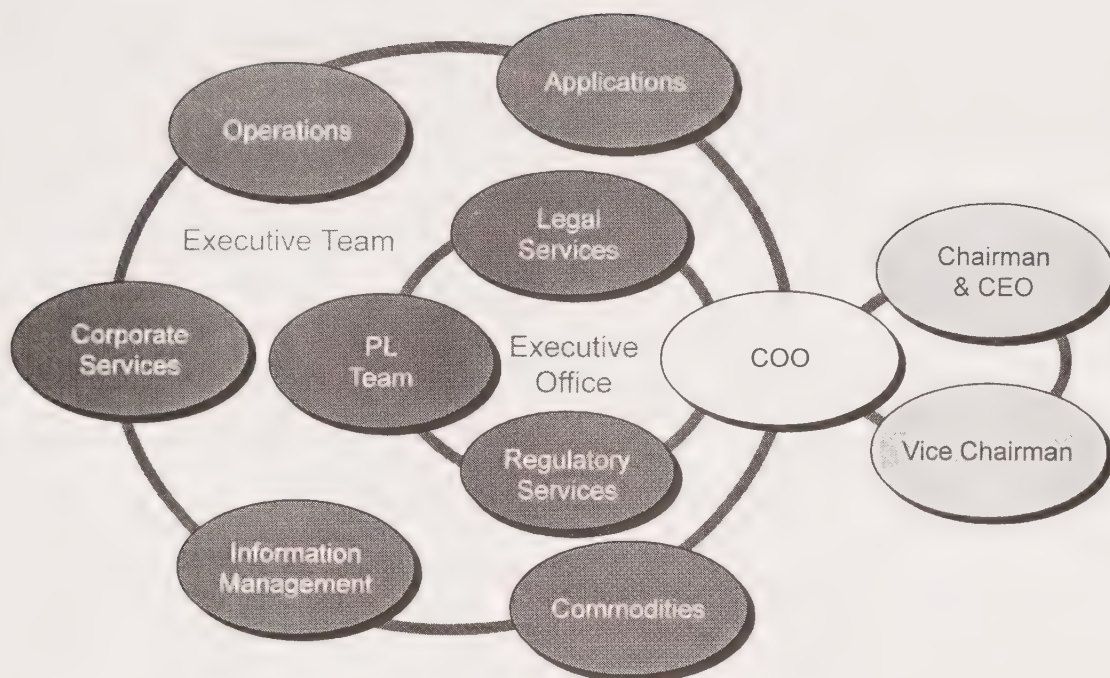 Applications
Operations
Legal
Services
Executive Team
Chairman
& CEO
Corporate
Services
PL
Team
Executive
Office
COO
Vice Chairman
Regulatory
Services
Information
Management
Commodities